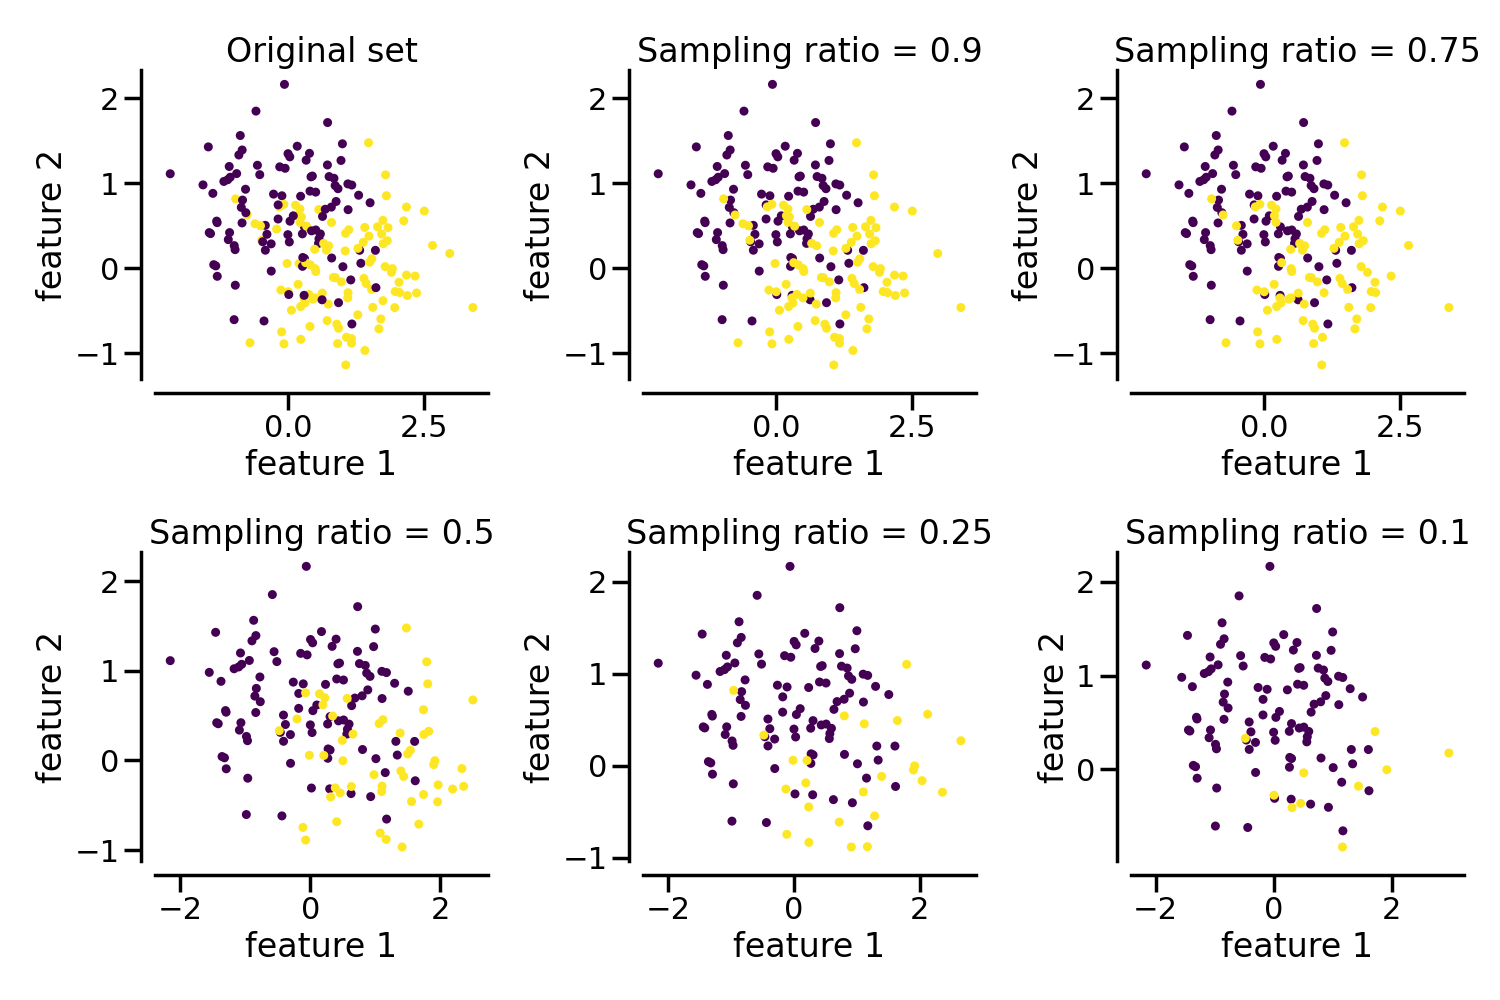 Original set
Sampling ratio = 0.9
Sampling ratio = 0.75
feature 2
2
1
0
−1
0.0 2.5
feature 1
feature 2
2
1
0
−1
0.0 2.5
feature 1
feature 2
2
1
0
−1
0.0 2.5
feature 1
Sampling ratio = 0.5
Sampling ratio = 0.25
Sampling ratio = 0.1
feature 2
2
1
0
−1
−2 0 2
feature 1
feature 2
2
1
0
−1
−2 0 2
feature 1
feature 2
2
1
0
−2 0 2
feature 1